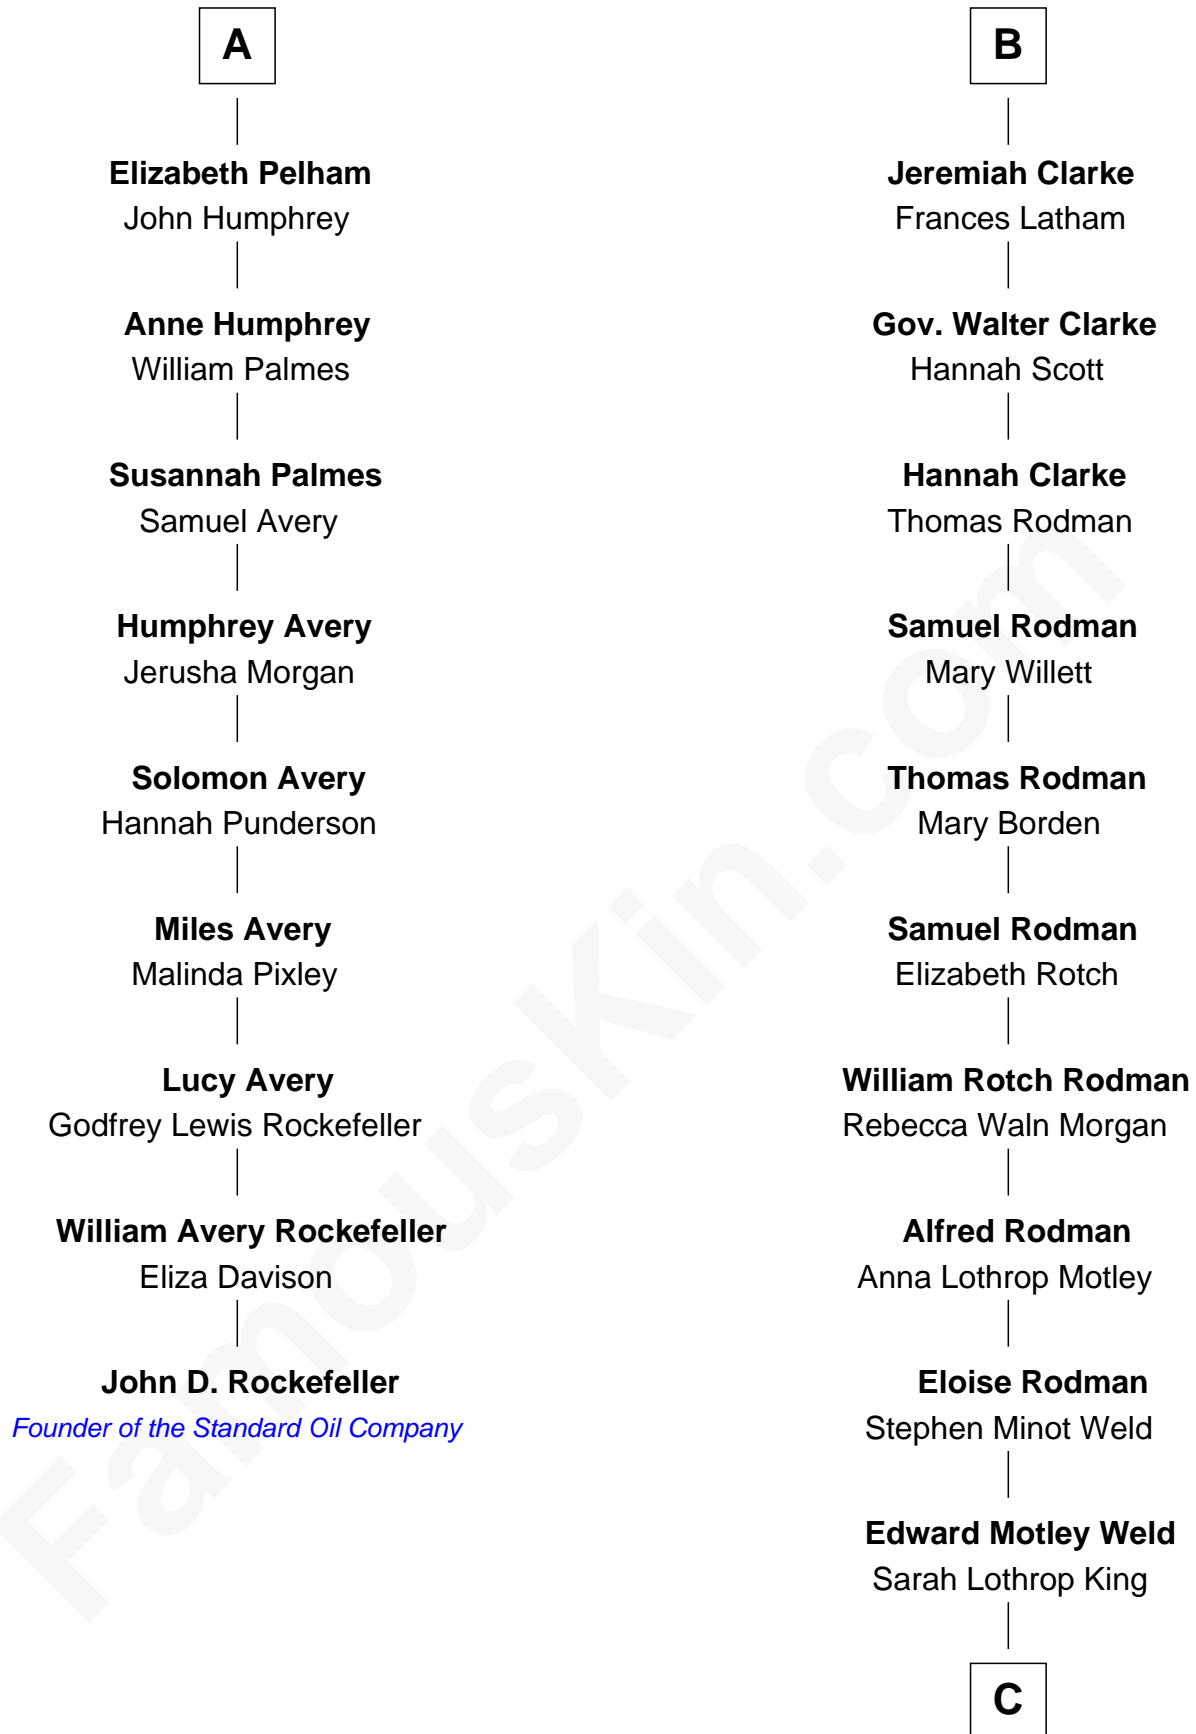 A
Elizabeth Pelham
John Humphrey
Anne Humphrey
William Palmes
Susannah Palmes
Samuel Avery
Humphrey Avery
Jerusha Morgan
Solomon Avery
Hannah Punderson
Miles Avery
Malinda Pixley
Lucy Avery
Godfrey Lewis Rockefeller
William Avery Rockefeller
Eliza Davison
John D. Rockefeller
Founder of the Standard Oil Company
B
Jeremiah Clarke
Frances Latham
Gov. Walter Clarke
Hannah Scott
Hannah Clarke
Thomas Rodman
Samuel Rodman
Mary Willett
Thomas Rodman
Mary Borden
Samuel Rodman
Elizabeth Rotch
William Rotch Rodman
Rebecca Waln Morgan
Alfred Rodman
Anna Lothrop Motley
Eloise Rodman
Stephen Minot Weld
Edward Motley Weld
Sarah Lothrop King
C
FamousKin.com